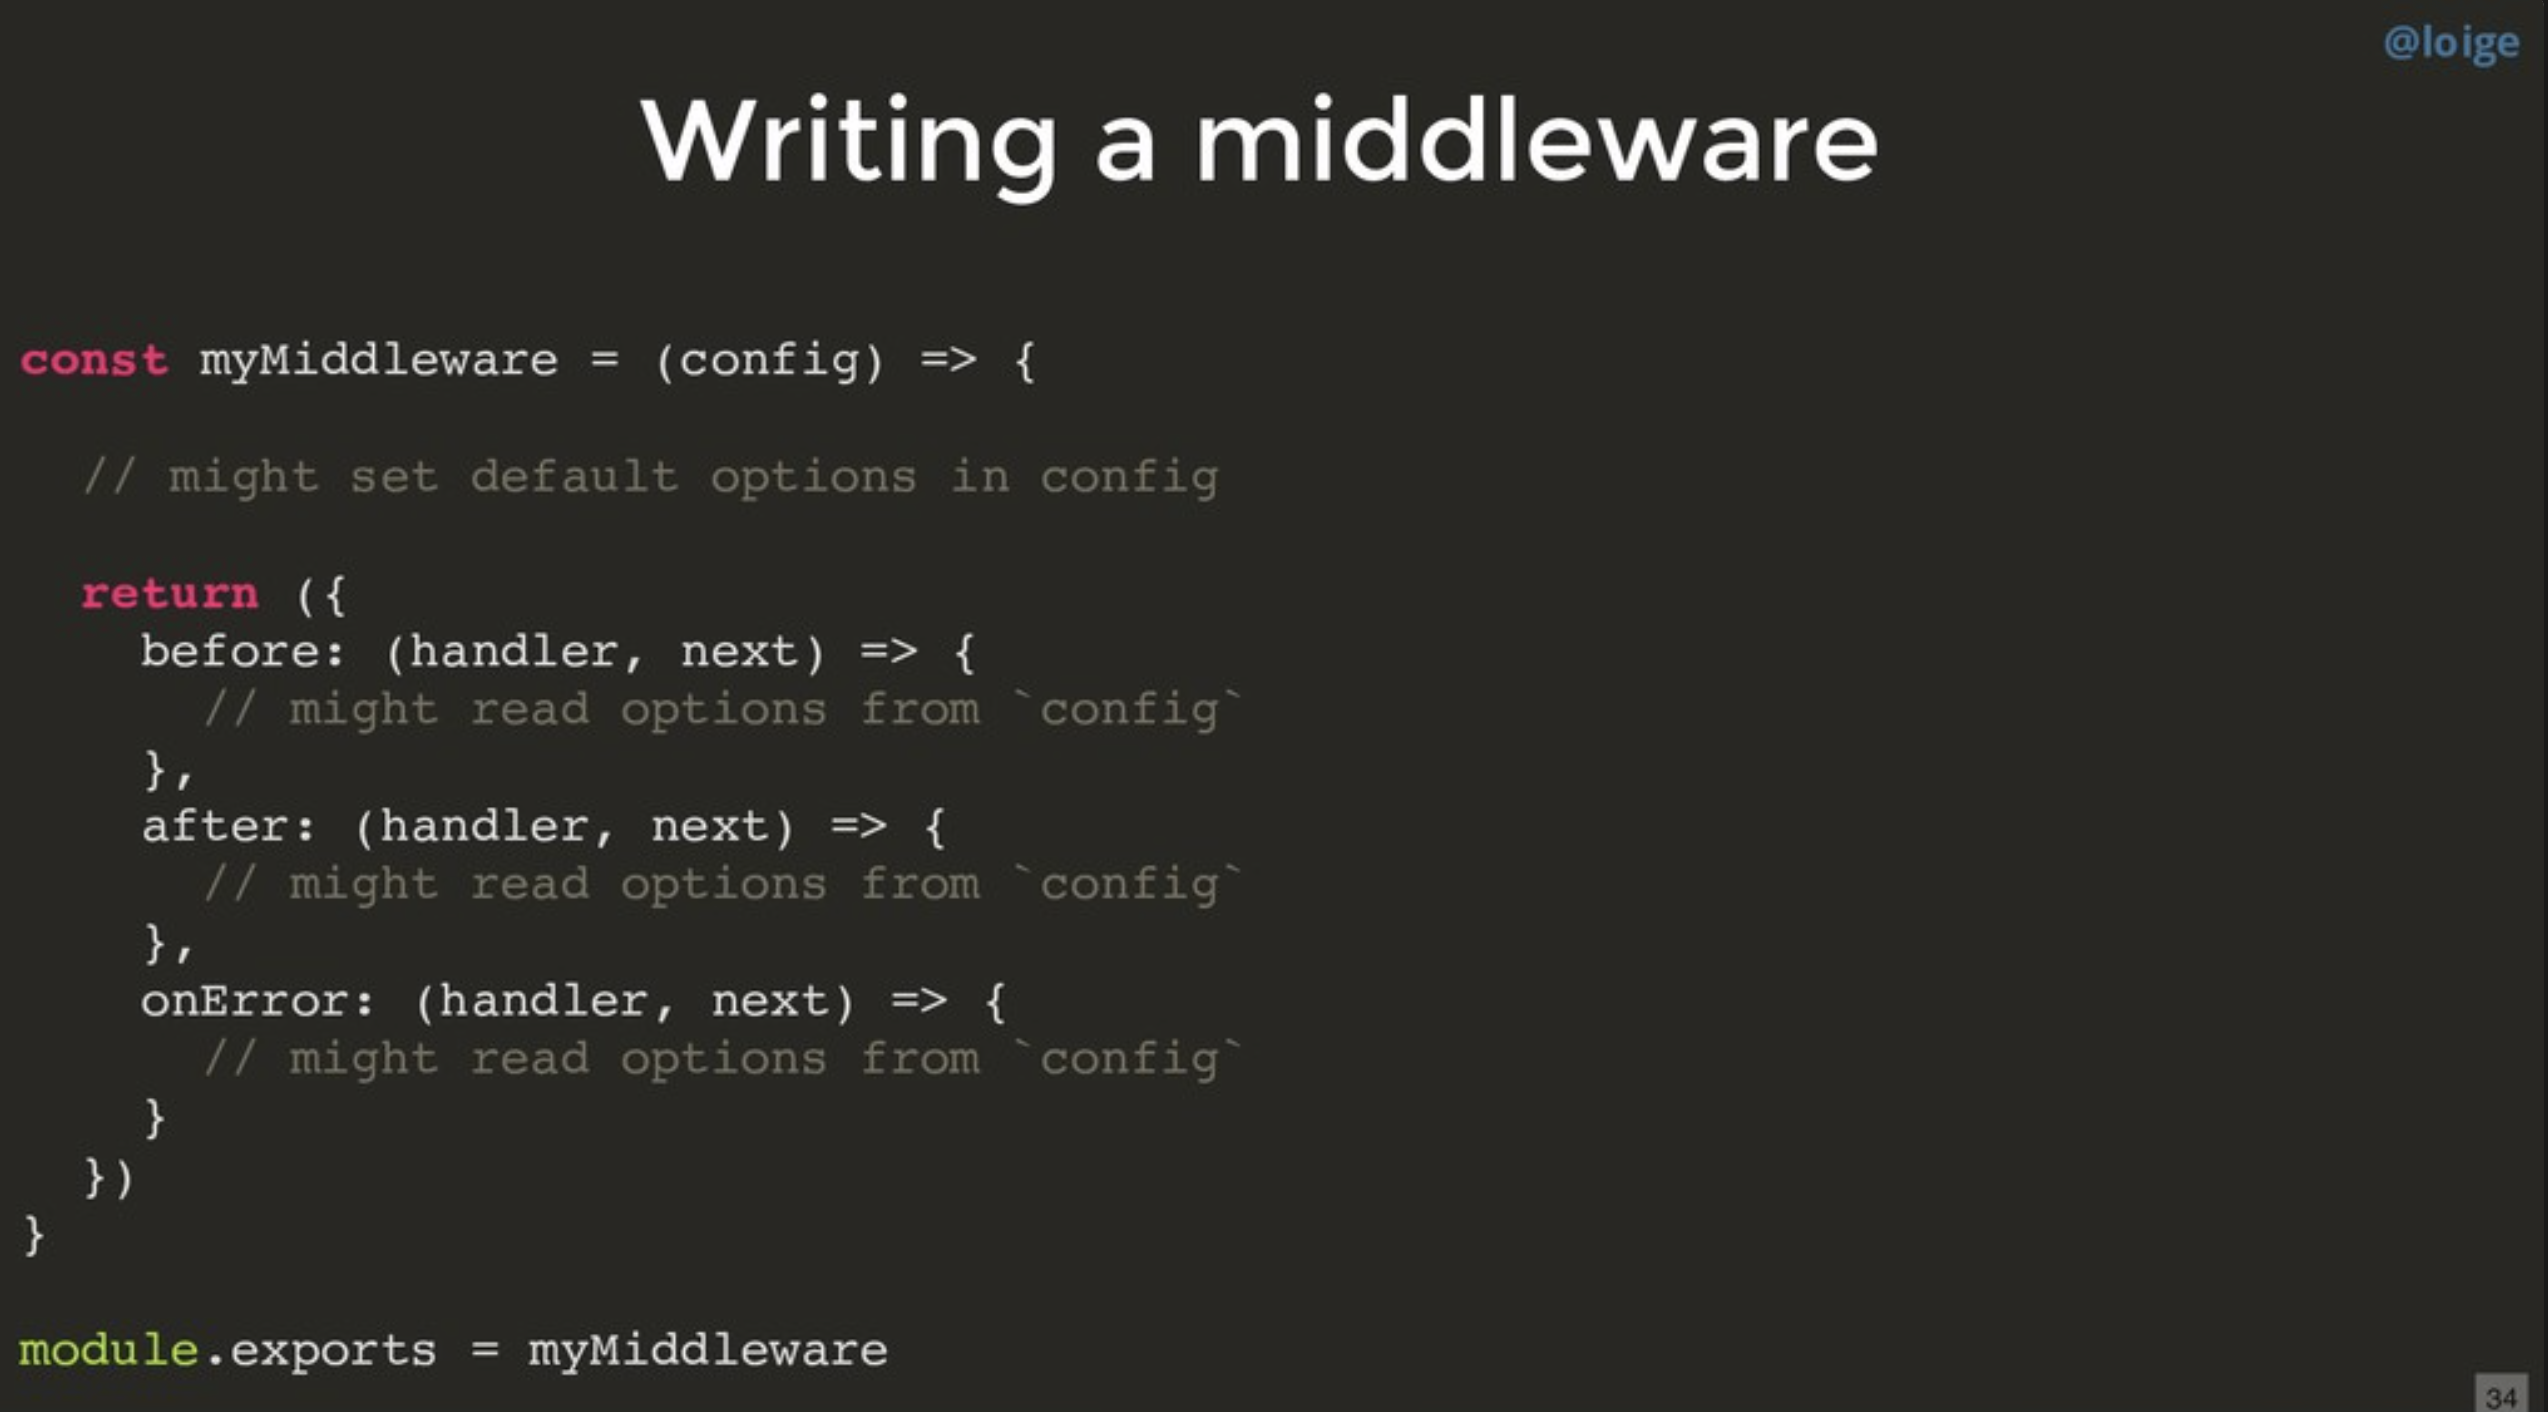 @loige
Writing a middleware
const myMiddleware = (config) => {
// might set default options in config
return ({
before: (handler, next) => {
// might read options from `config`
},
after: (handler, next) => {
// might read options from `config`
},
onError: (handler, next) => {
// might read options from `config`
}
})
}
module.exports = myMiddleware
34